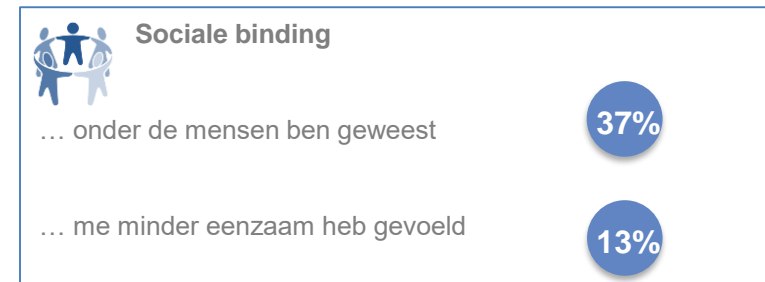 Sociale binding
… onder de mensen ben geweest
37%
… me minder eenzaam heb gevoeld
13%